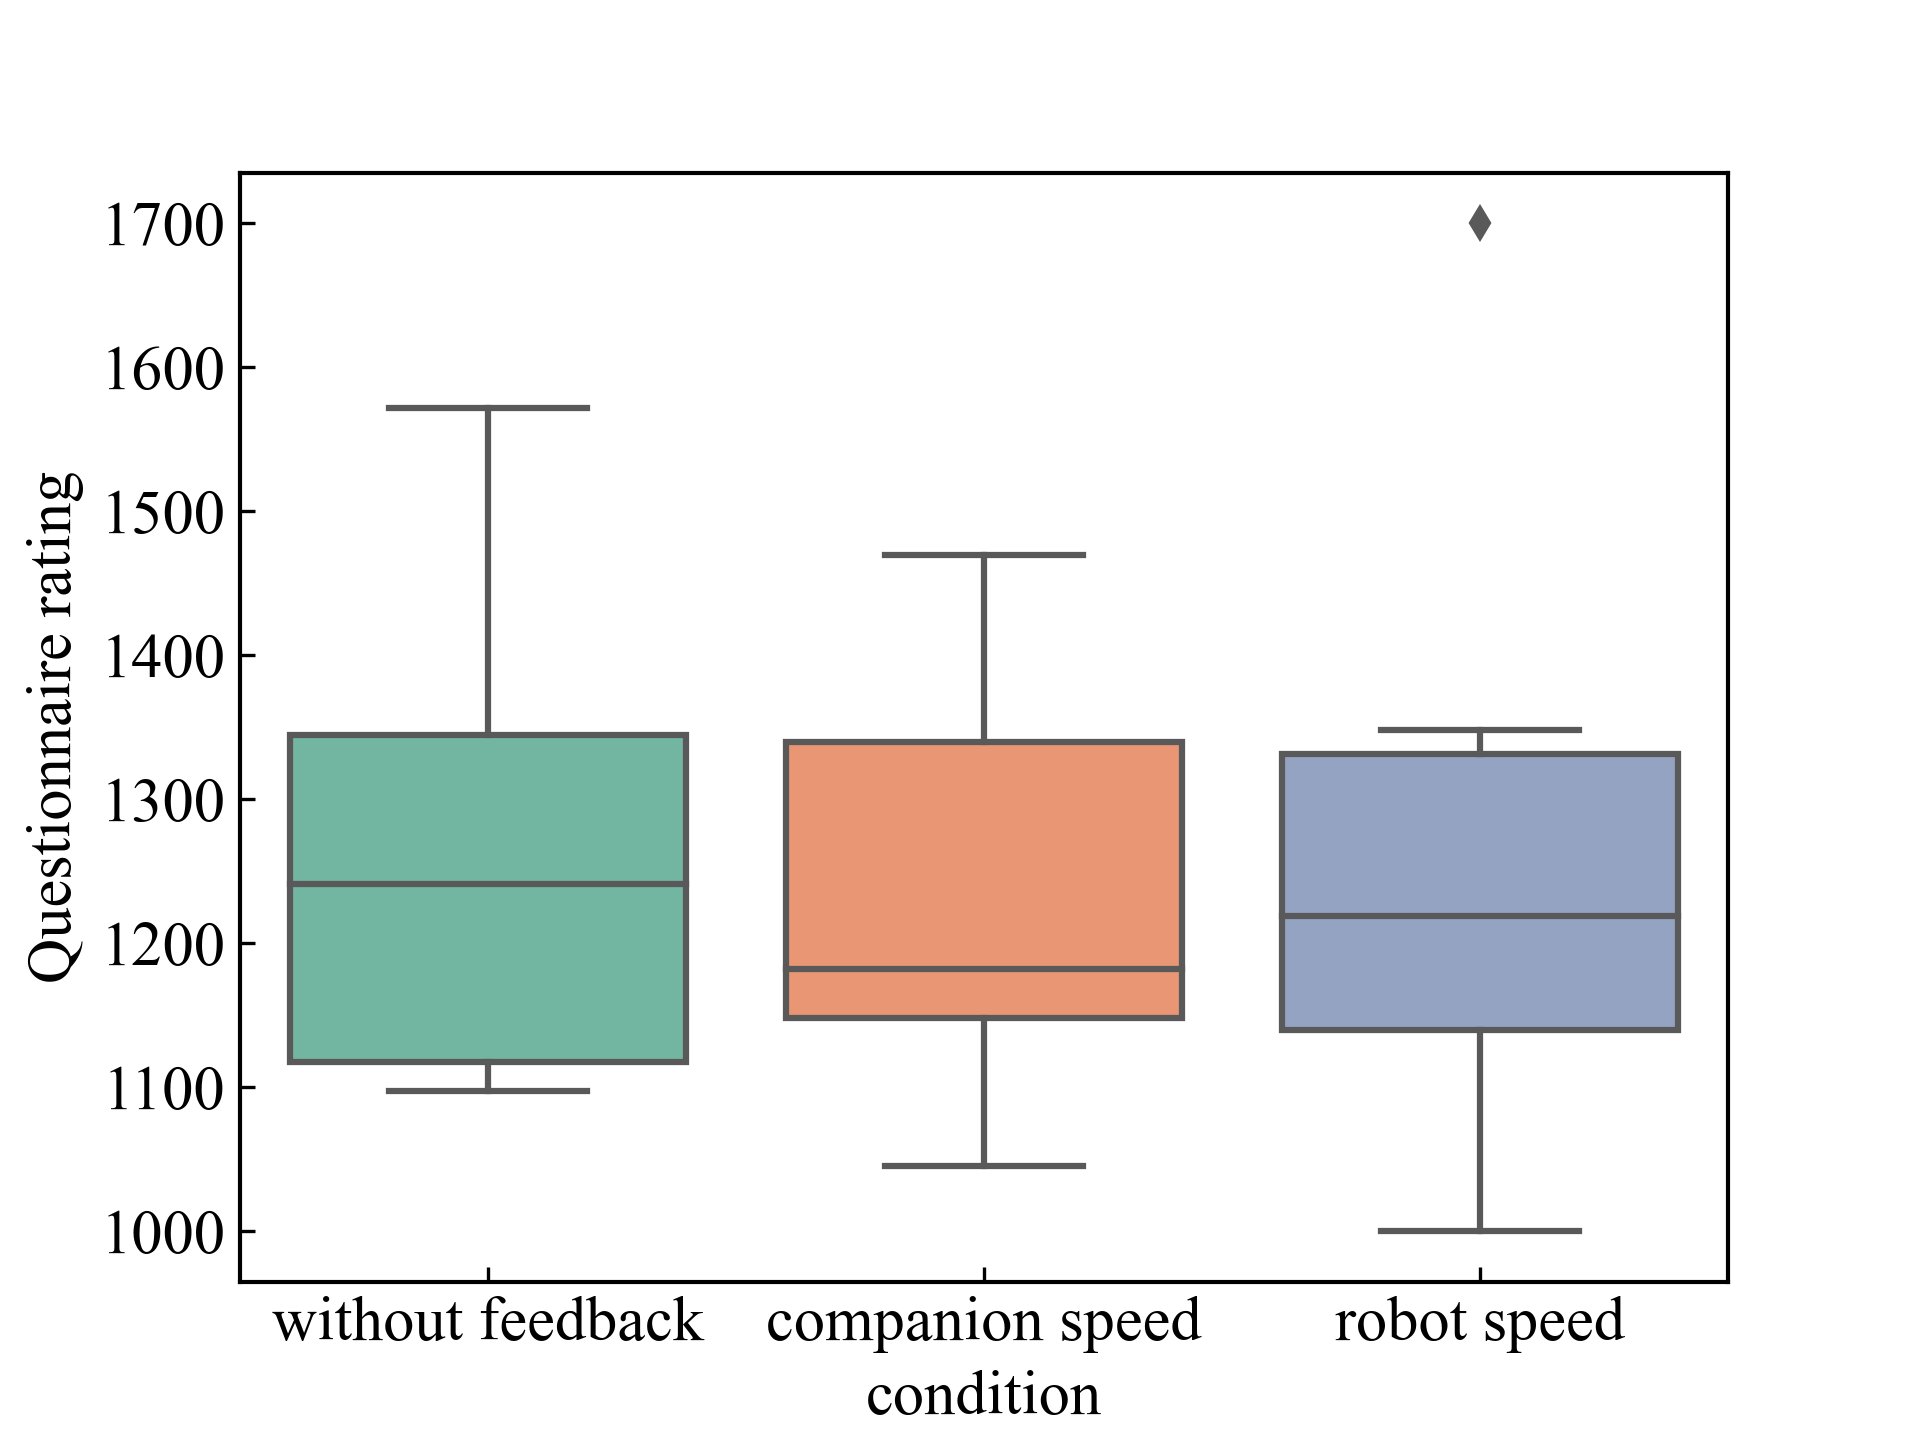 1700
1600
1500
1400
1300
1200
1100
1000
Questionnaire rating
without feedback companion speed robot speed
condition